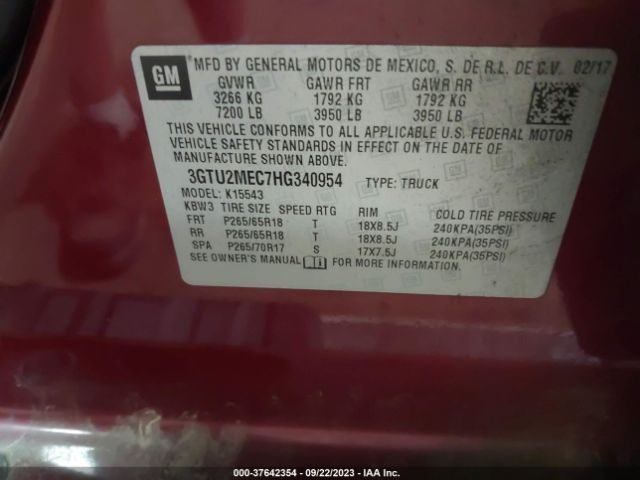 GM
MFD BY GENERAL MOTORS DE MEXICO, S. DE R.L. DE C.V. 02/17
GVWR GAWR FRT GAWR RR
3266 KG 1792 KG 1792 KG
7200 LB 3950 LB 3950 LB
THIS VEHICLE CONFORMS TO ALL APPLICABLE U.S. FEDERAL MOTOR
VEHICLE SAFETY STANDARDS IN EFFECT ON THE DATE OF
MANUFACTURE SHOWN ABOVE.
3GTU2MEC7HG340954 TYPE: TRUCK
MODEL: K15543
KBW3 TIRE SIZE SPEED RTG RIM COLD TIRE PRESSURE
FRT P265/65R18 T 18X8.5J 240KPA(35PSI)
RR P265/65R18 T 18X8.5J 240KPA(35PSI)
SPA P265/70R17 S 17X7.5J 240KPA(35PSI)
SEE OWNER'S MANUAL FOR MORE INFORMATION.
000-37642354 - 09/22/2023 - IAA Inc.